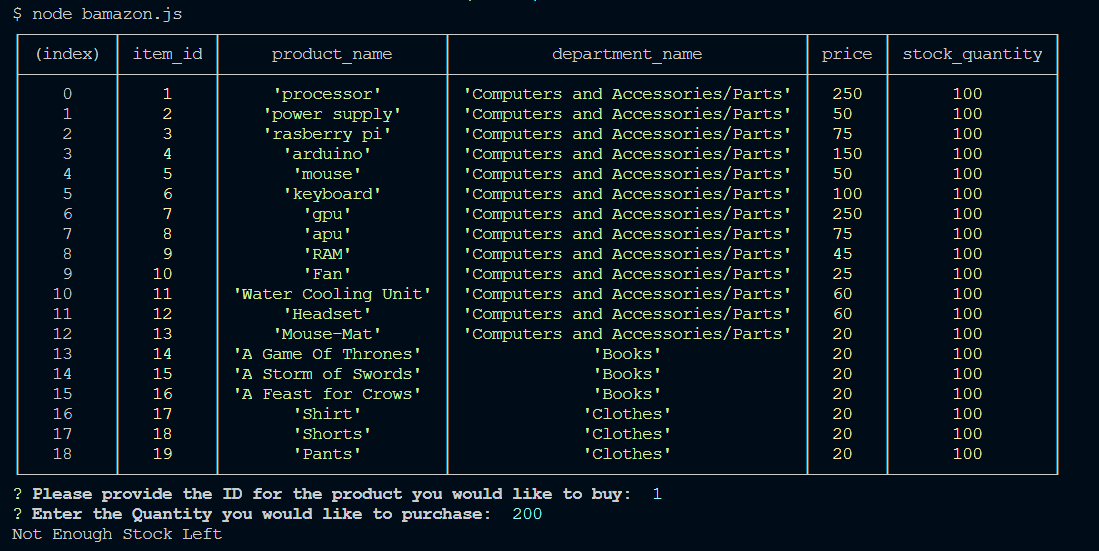 $ node bamazon.js
(index) item_id product_name department_name price stock_quantity
0 1 'processor' 'Computers and Accessories/Parts' 250 100
1 2 'power supply' 'Computers and Accessories/Parts' 50 100
2 3 'rasberry pi' 'Computers and Accessories/Parts' 75 100
3 4 'arduino' 'Computers and Accessories/Parts' 150 100
4 5 'mouse' 'Computers and Accessories/Parts' 50 100
5 6 'keyboard' 'Computers and Accessories/Parts' 100 100
6 7 'gpu' 'Computers and Accessories/Parts' 250 100
7 8 'apu' 'Computers and Accessories/Parts' 75 100
8 9 'RAM' 'Computers and Accessories/Parts' 45 100
9 10 'Fan' 'Computers and Accessories/Parts' 25 100
10 11 'Water Cooling Unit' 'Computers and Accessories/Parts' 60 100
11 12 'Headset' 'Computers and Accessories/Parts' 60 100
12 13 'Mouse-Mat' 'Computers and Accessories/Parts' 20 100
13 14 'A Game Of Thrones' 'Books' 20 100
14 15 'A Storm of Swords' 'Books' 20 100
15 16 'A Feast for Crows' 'Books' 20 100
16 17 'Shirt' 'Clothes' 20 100
17 18 'Shorts' 'Clothes' 20 100
18 19 'Pants' 'Clothes' 20 100
? Please provide the ID for the product you would like to buy: 1
? Enter the Quantity you would like to purchase: 200
Not Enough Stock Left